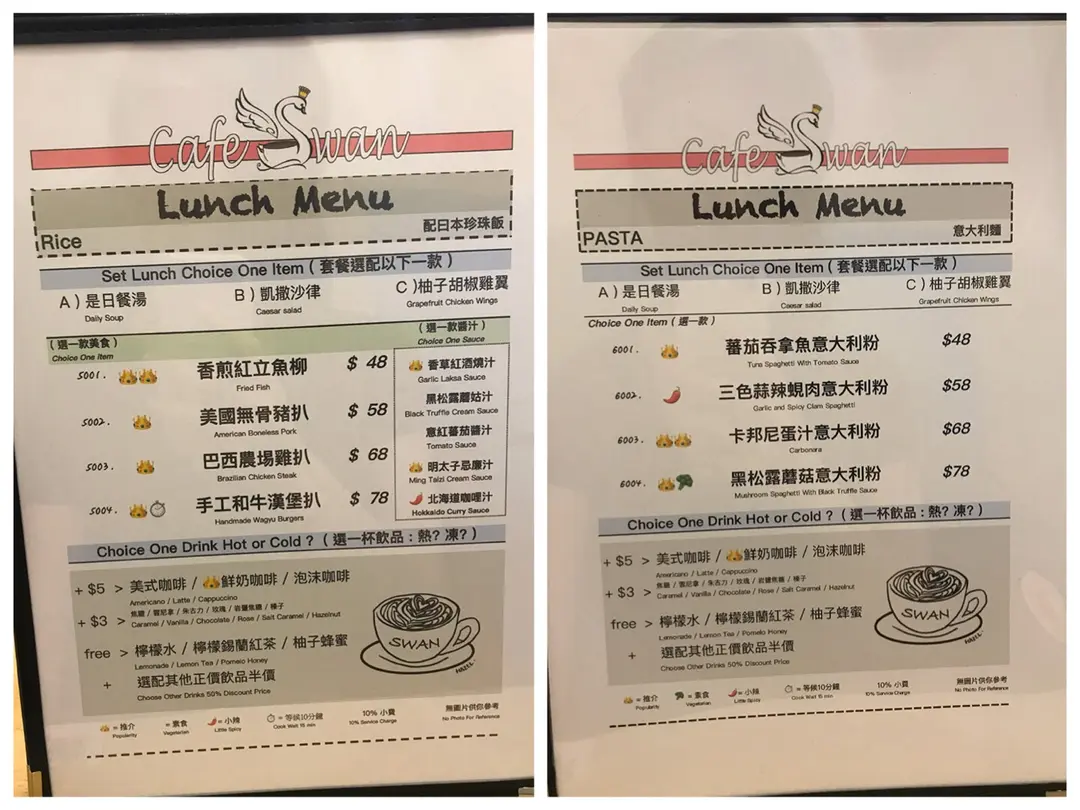 Cafe Swan
Lunch Menu
Rice 配日本珍珠飯
Set Lunch Choice One Item ( 套餐選配以下一款 )
A ) 是日餐湯 B ) 凱撒沙律 C ) 柚子胡椒雞翼
Daily Soup Caesar salad Grapefruit Chicken Wings
( 選一款美食 ) ( 選一款醬汁 )
Choice One Item Choice One Sauce
5001. 香煎紅立魚柳 $ 48
Fried Fish
5002. 美國無骨豬扒 $ 58
American Boneless Pork
5003. 巴西農場雞扒 $ 68
Brazilian Chicken Steak
5004. 手工和牛漢堡扒 $ 78
Handmade Wagyu Burgers
香草紅酒燒汁
Garlic Laksa Sauce
黑松露蘑菇汁
Black Truffle Cream Sauce
意紅蕃茄醬汁
Tomato Sauce
明太子忌廉汁
Ming Taizi Cream Sauce
北海道咖哩汁
Hokkaido Curry Sauce
Choice One Drink Hot or Cold ? ( 選一杯飲品 : 熱? 凍? )
+ $5 > 美式咖啡 / 鮮奶咖啡 / 泡沫咖啡
Americano / Latte / Cappuccino
焦糖 / 雲尼拿 / 朱古力 / 玫瑰 / 岩鹽焦糖 / 榛子
+ $3 > Caramel / Vanilla / Chocolate / Rose / Salt Caramel / Hazelnut
free > 檸檬水 / 檸檬錫蘭紅茶 / 柚子蜂蜜
Lemonade / Lemon Tea / Pomelo Honey
+ 選配其他正價飲品半價
Choose Other Drinks 50% Discount Price
SWAN
= 推介 = 素食 = 小辣 = 等候10分鐘 10% 小費 無圖片供你參考
Popularity Vegetarian Little Spicy Cook Wait 15 min 10% Service Charge No Photo For Reference
Cafe Swan
Lunch Menu
PASTA 意大利麵
Set Lunch Choice One Item ( 套餐選配以下一款 )
A ) 是日餐湯 B ) 凱撒沙律 C ) 柚子胡椒雞翼
Daily Soup Caesar salad Grapefruit Chicken Wings
Choice One Item ( 選一款 )
6001. 蕃茄吞拿魚意大利粉 $48
Tuna Spaghetti With Tomato Sauce
6002. 三色蒜辣蜆肉意大利粉 $58
Garlic and Spicy Clam Spaghetti
6003. 卡邦尼蛋汁意大利粉 $68
Carbonara
6004. 黑松露蘑菇意大利粉 $78
Mushroom Spaghetti With Black Truffle Sauce
Choice One Drink Hot or Cold ? ( 選一杯飲品 : 熱? 凍? )
+ $5 > 美式咖啡 / 鮮奶咖啡 / 泡沫咖啡
Americano / Latte / Cappuccino
焦糖 / 雲尼拿 / 朱古力 / 玫瑰 / 岩鹽焦糖 / 榛子
+ $3 > Caramel / Vanilla / Chocolate / Rose / Salt Caramel / Hazelnut
free > 檸檬水 / 檸檬錫蘭紅茶 / 柚子蜂蜜
Lemonade / Lemon Tea / Pomelo Honey
+ 選配其他正價飲品半價
Choose Other Drinks 50% Discount Price
SWAN
= 推介 = 素食 = 小辣 = 等候10分鐘 10% 小費 無圖片供你參考
Popularity Vegetarian Little Spicy Cook Wait 15 min 10% Service Charge No Photo For Reference